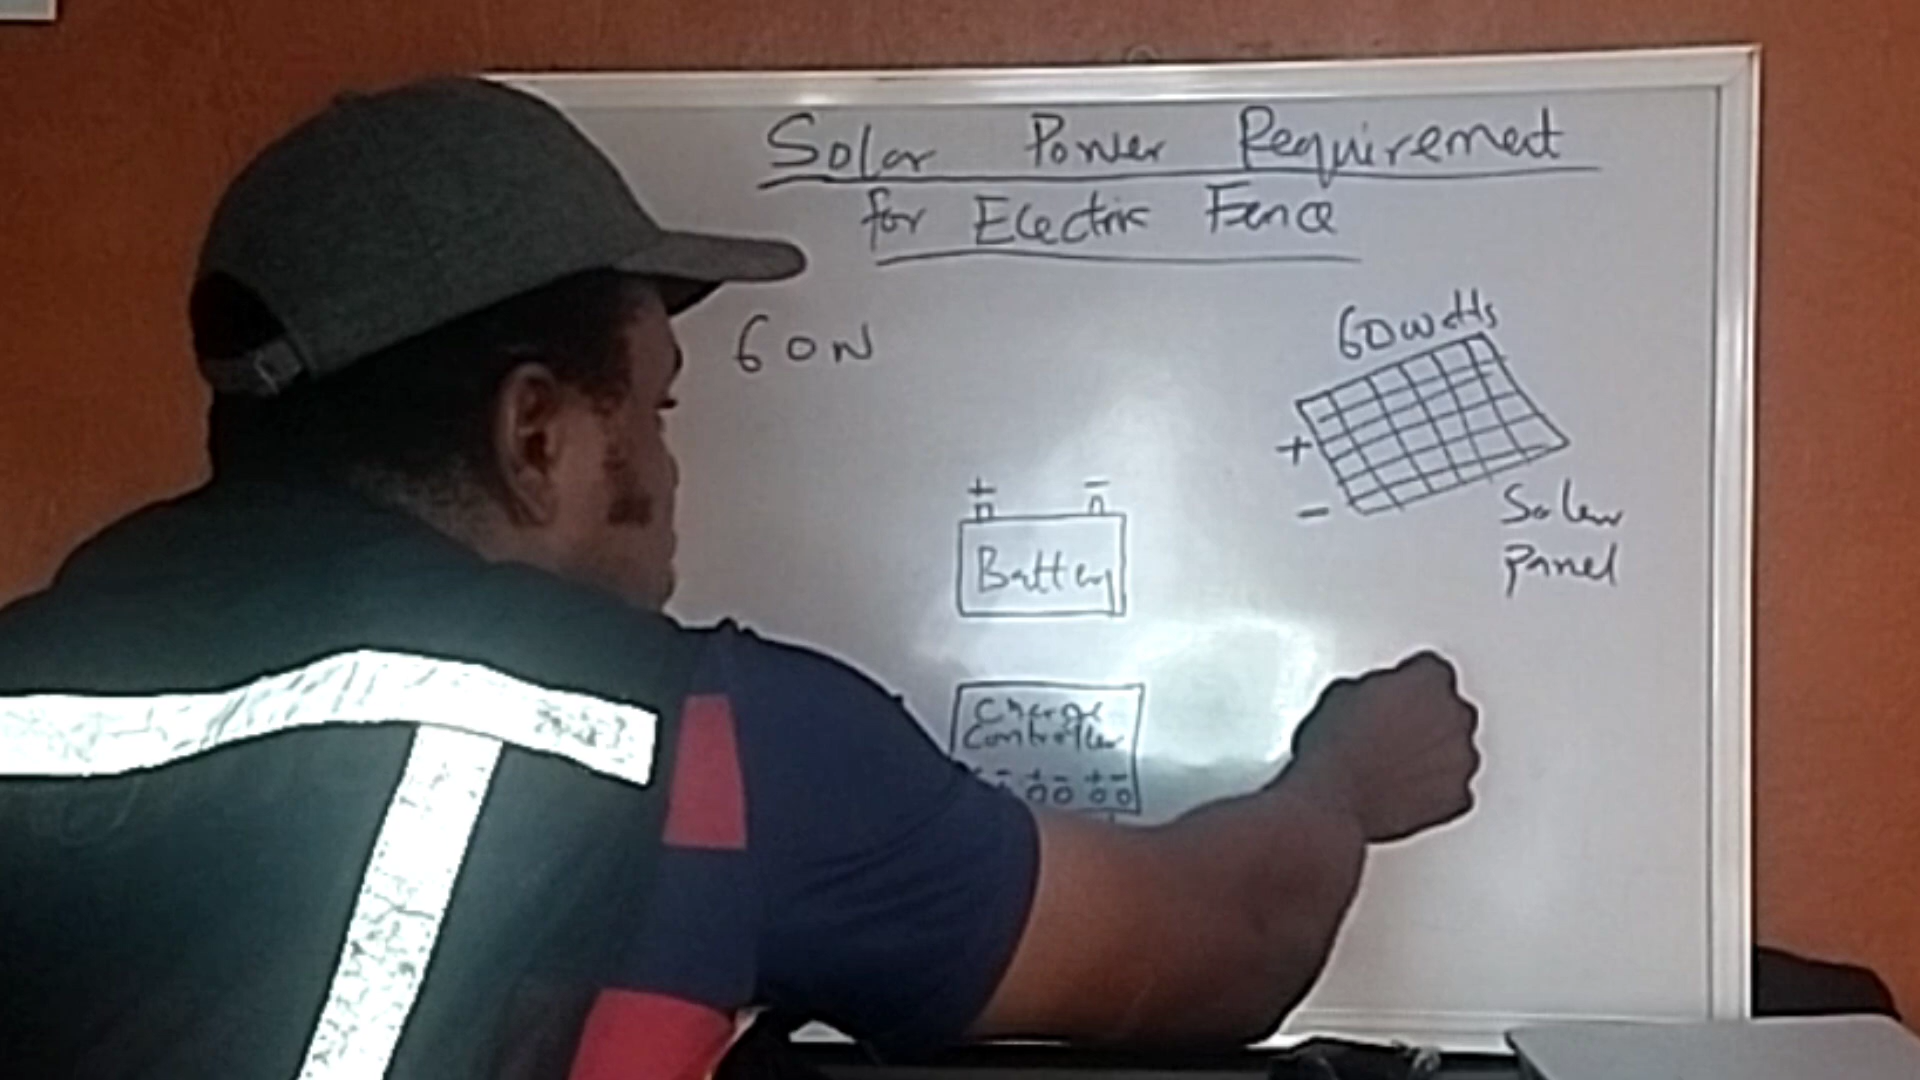 Solar Power Requirement
for Electric Fence
60W
60watts
+
-
Solar
Panel
+ -
Battery
Charge
Controller
- + - + -